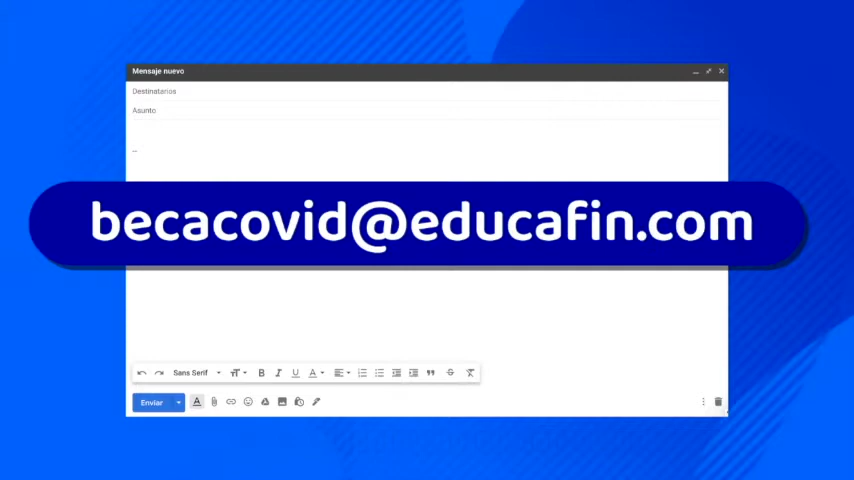 Mensaje nuevo
Destinatarios
Asunto
becacovid@educafin.com
Sans Serif
Enviar